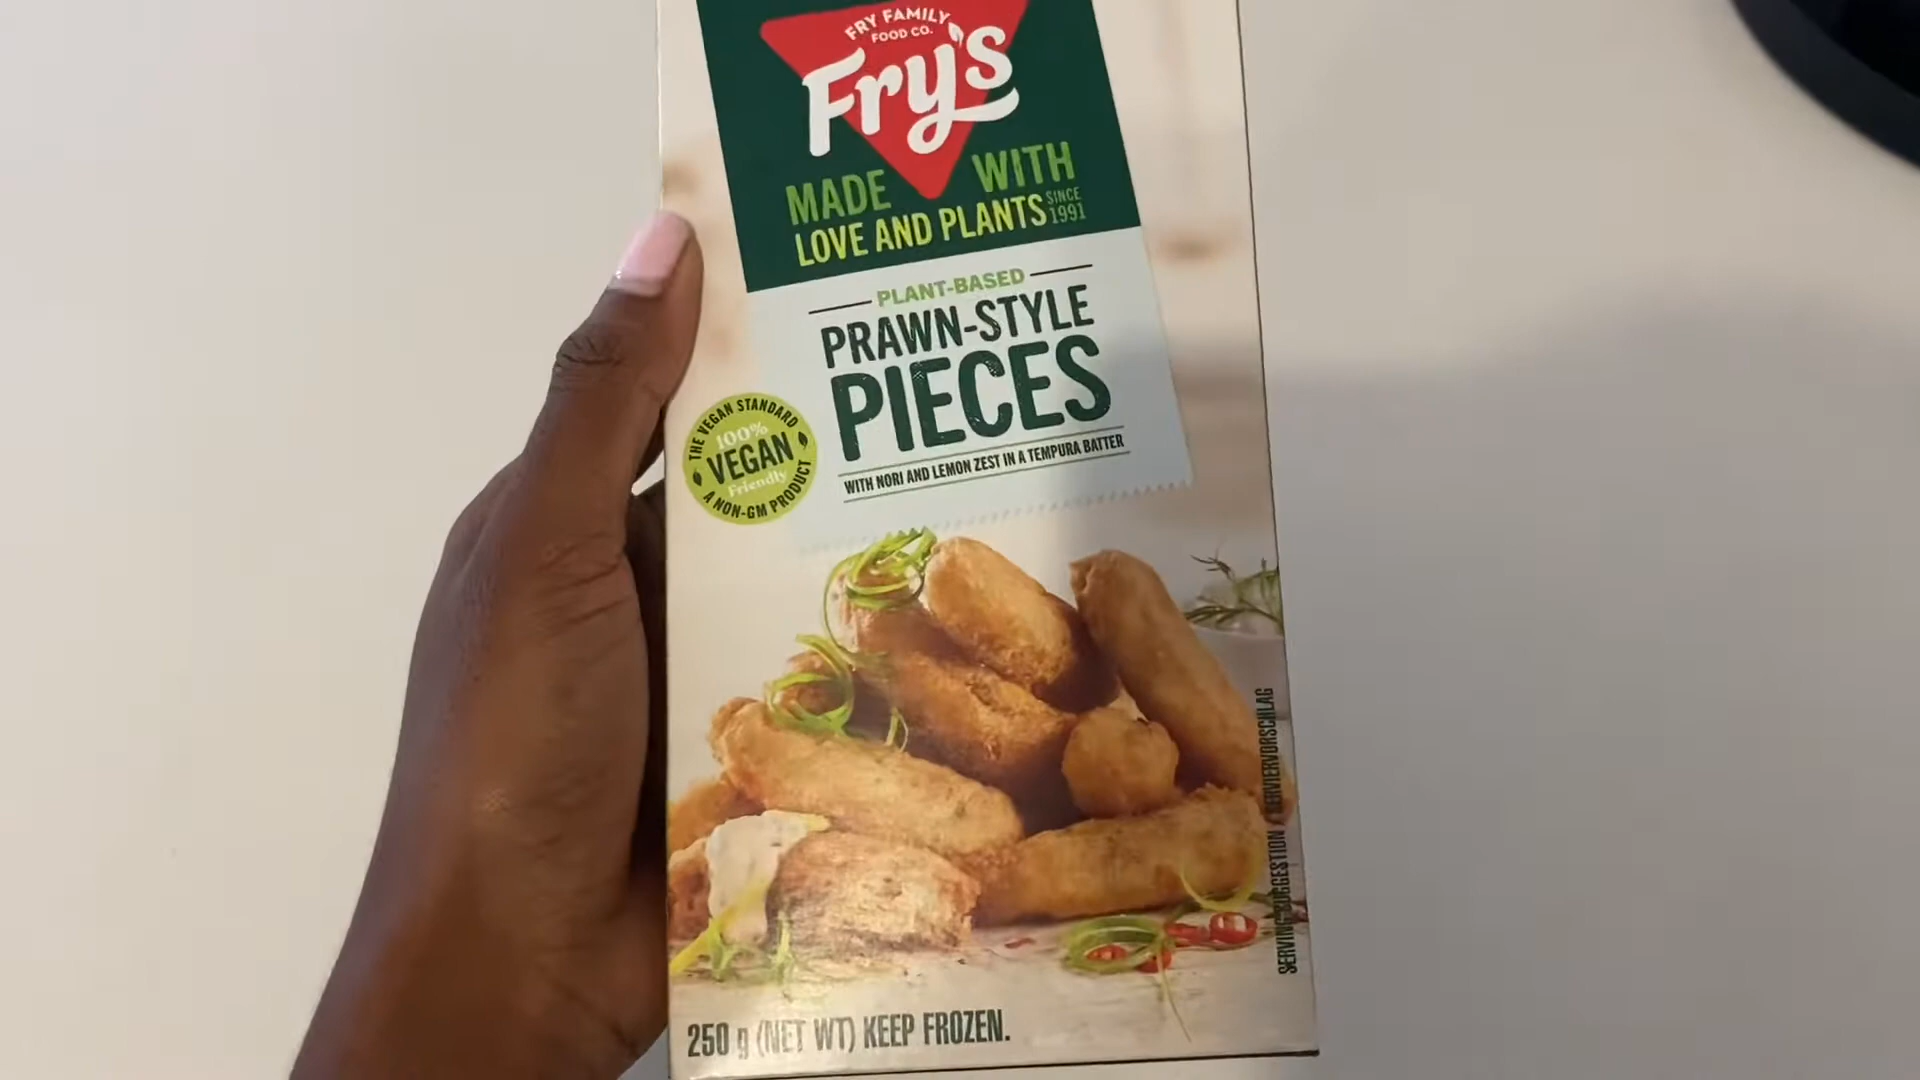 FRY FAMILY
FOOD CO.
Fry's
MADE WITH
LOVE AND PLANTS SINCE 1991
PLANT-BASED
PRAWN-STYLE
PIECES
WITH NORI AND LEMON ZEST IN A TEMPURA BATTER
THE VEGAN STANDARD
100%
VEGAN
Friendly
A NON-GM PRODUCT
SERVING SUGGESTION / SERVIERVORSCHLAG
250 g (NET WT) KEEP FROZEN.